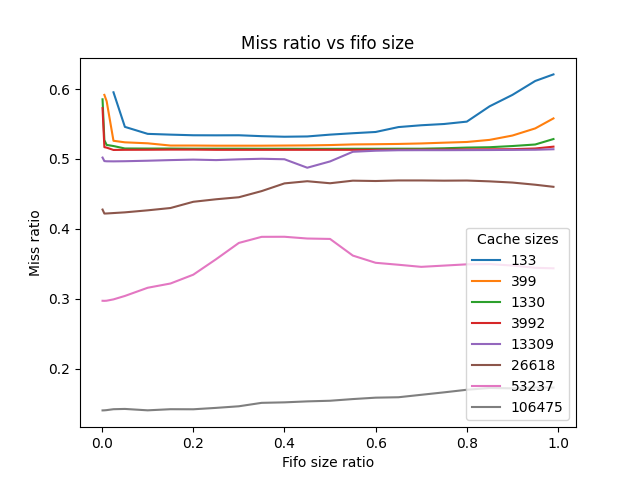 Miss ratio vs fifo size
Miss ratio
0.6
0.5
0.4
0.3
0.2
Cache sizes
133
399
1330
3992
13309
26618
53237
106475
0.0 0.2 0.4 0.6 0.8 1.0
Fifo size ratio